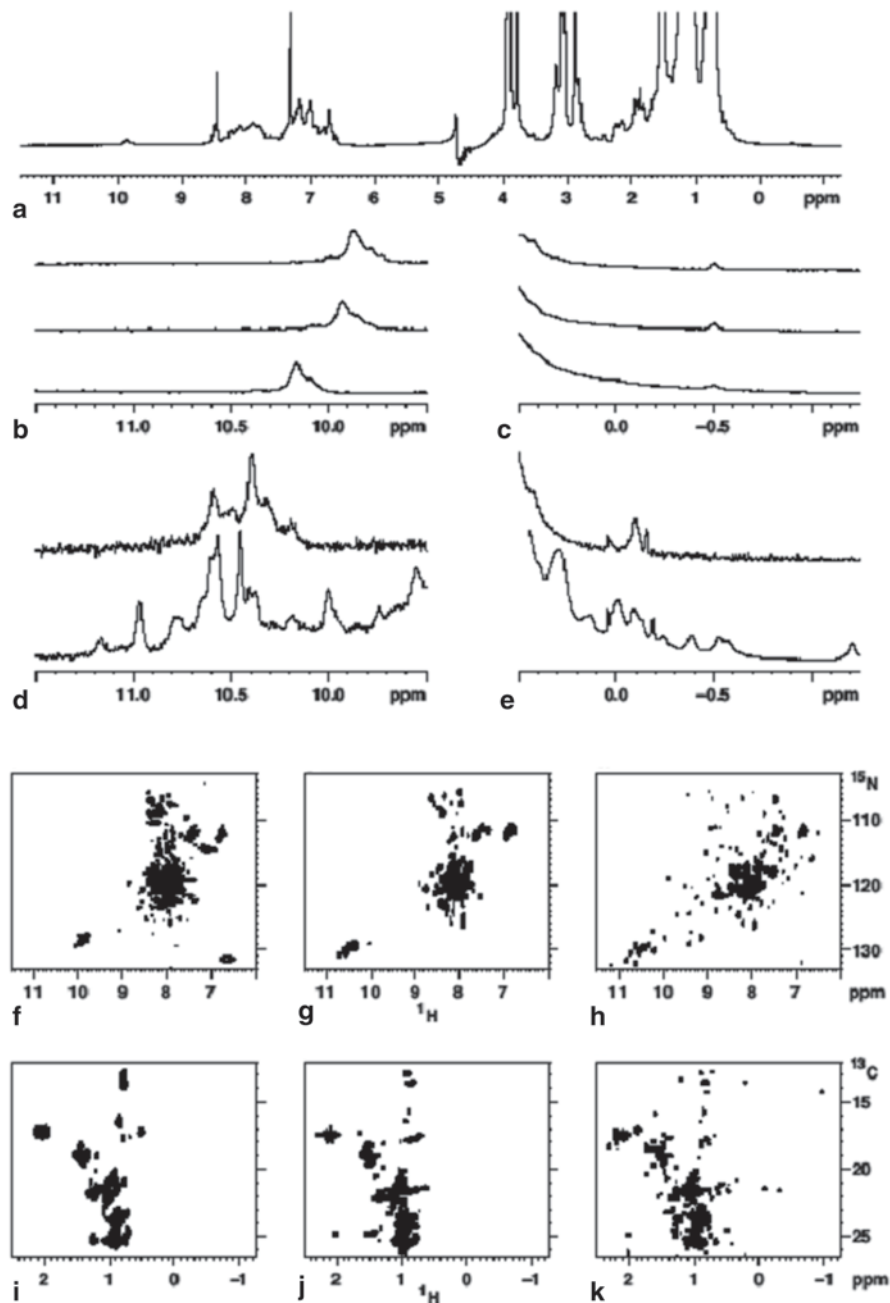 11 10 9 8 7 6 5 4 3 2 1 0 ppm
a
11.0 10.5 10.0 ppm
b
0.0 -0.5 ppm
c
11.0 10.5 10.0 ppm
d
0.0 -0.5 ppm
e
11 10 9 8 7
f
11 10 9 8 7
1H
g
15N
110
120
130
11 10 9 8 7 ppm
h
2 1 0 -1
i
2 1 0 -1
1H
j
13C
15
20
25
2 1 0 -1 ppm
k